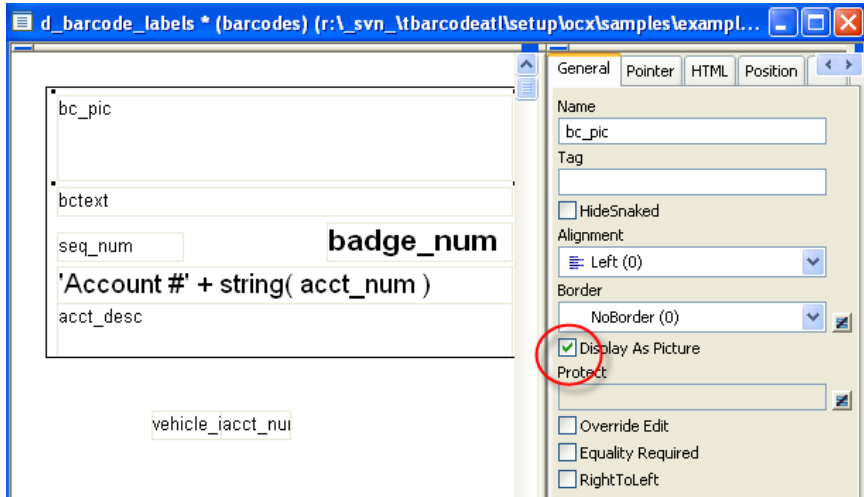 d_barcode_labels * (barcodes) (r:\_svn_\tbarcodeatl\setup\ocx\samples\exampl...
bc_pic
bctext
seq_num
badge_num
'Account #' + string( acct_num )
acct_desc
vehicle_iacct_nu
General Pointer HTML Position
Name
bc_pic
Tag
HideSnaked
Alignment
Left (0)
Border
NoBorder (0)
Display As Picture
Protect
Override Edit
Equality Required
RightToLeft